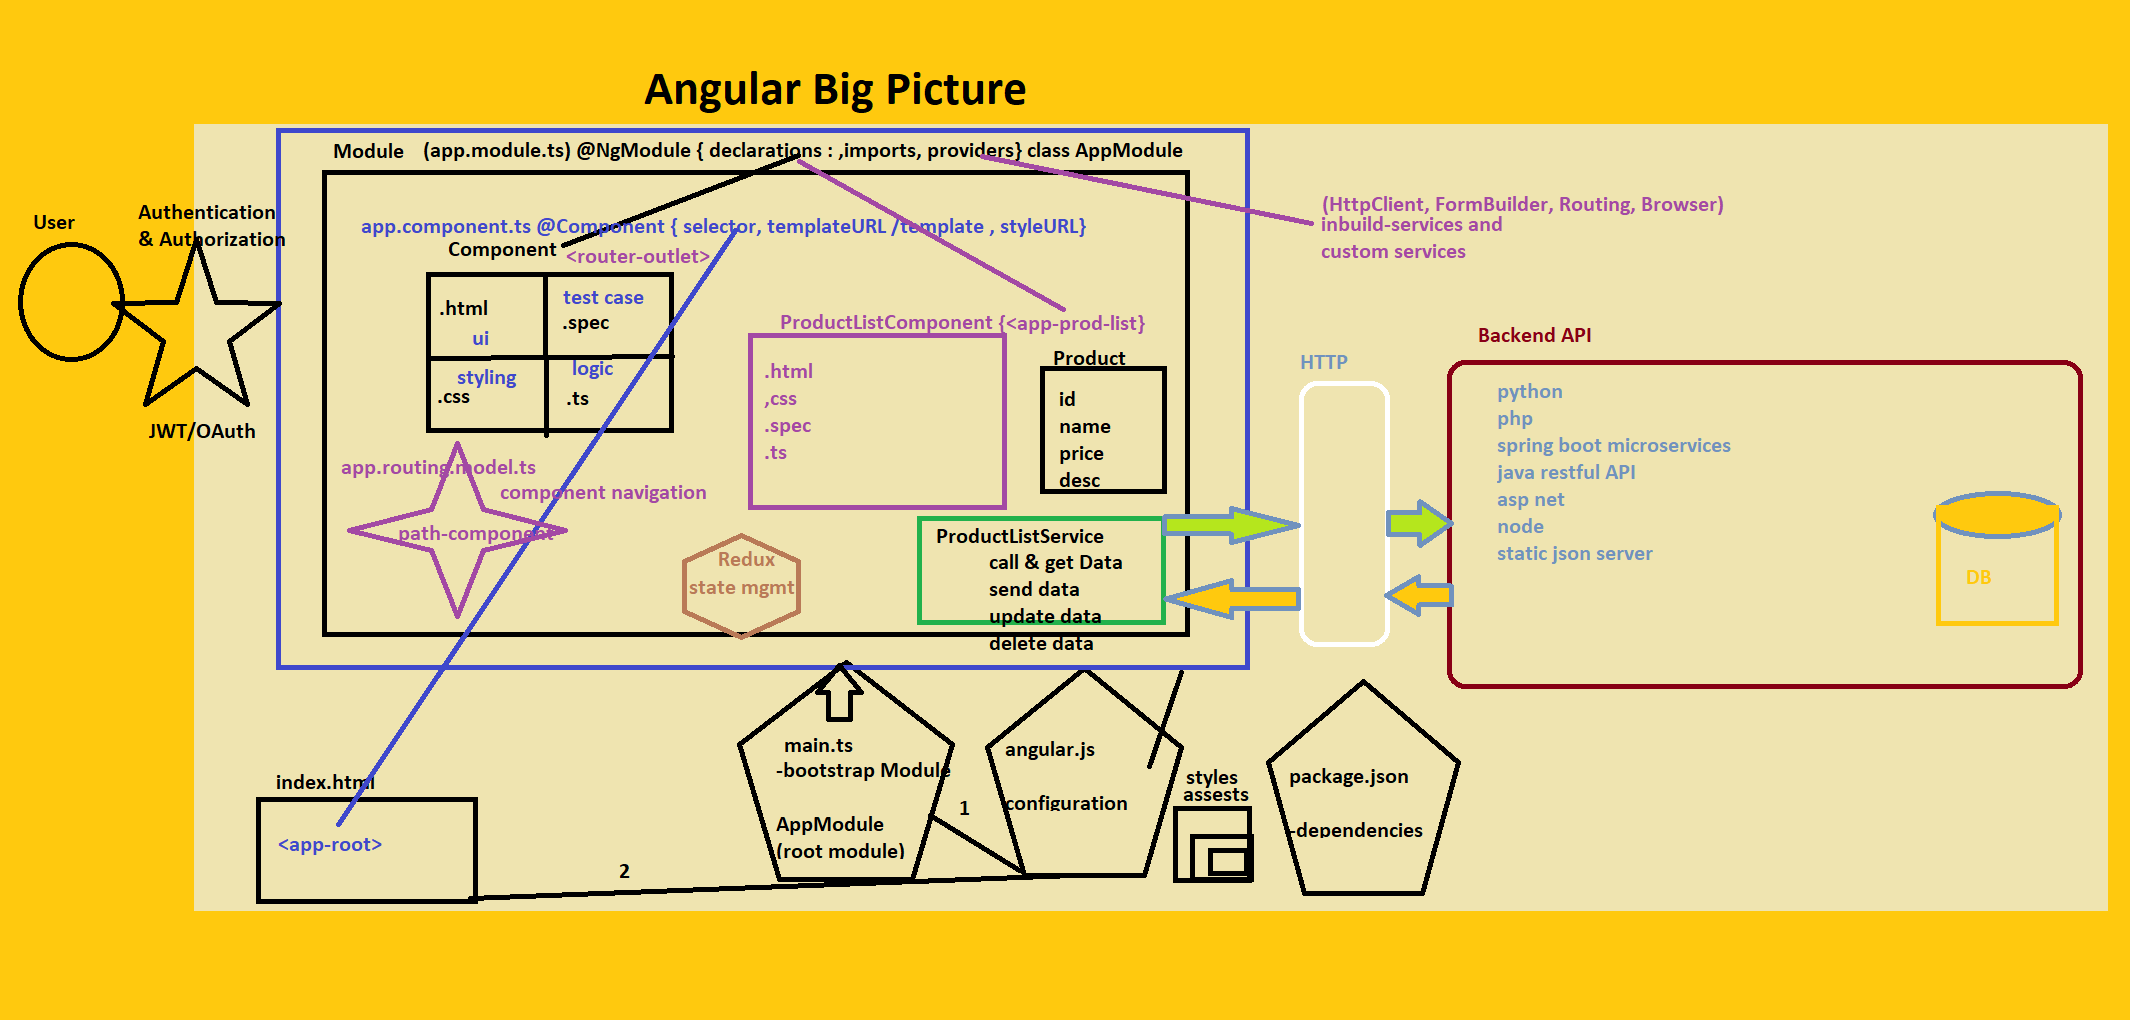 Angular Big Picture
Module (app.module.ts) @NgModule { declarations : ,imports, providers} class AppModule
User
Authentication
& Authorization
JWT/OAuth
app.component.ts @Component { selector, templateURL /template , styleURL}
Component
<router-outlet>
.html
ui
test case
.spec
styling
.css
logic
.ts
app.routing.model.ts
component navigation
path-component
ProductListComponent {<app-prod-list}
.html
,css
.spec
.ts
Product
id
name
price
desc
Redux
state mgmt
ProductListService
call & get Data
send data
update data
delete data
(HttpClient, FormBuilder, Routing, Browser)
inbuild-services and
custom services
HTTP
Backend API
python
php
spring boot microservices
java restful API
asp net
node
static json server
DB
index.html
<app-root>
2
main.ts
-bootstrap Module
AppModule
(root module)
1
angular.js
configuration
styles
assests
package.json
-dependencies